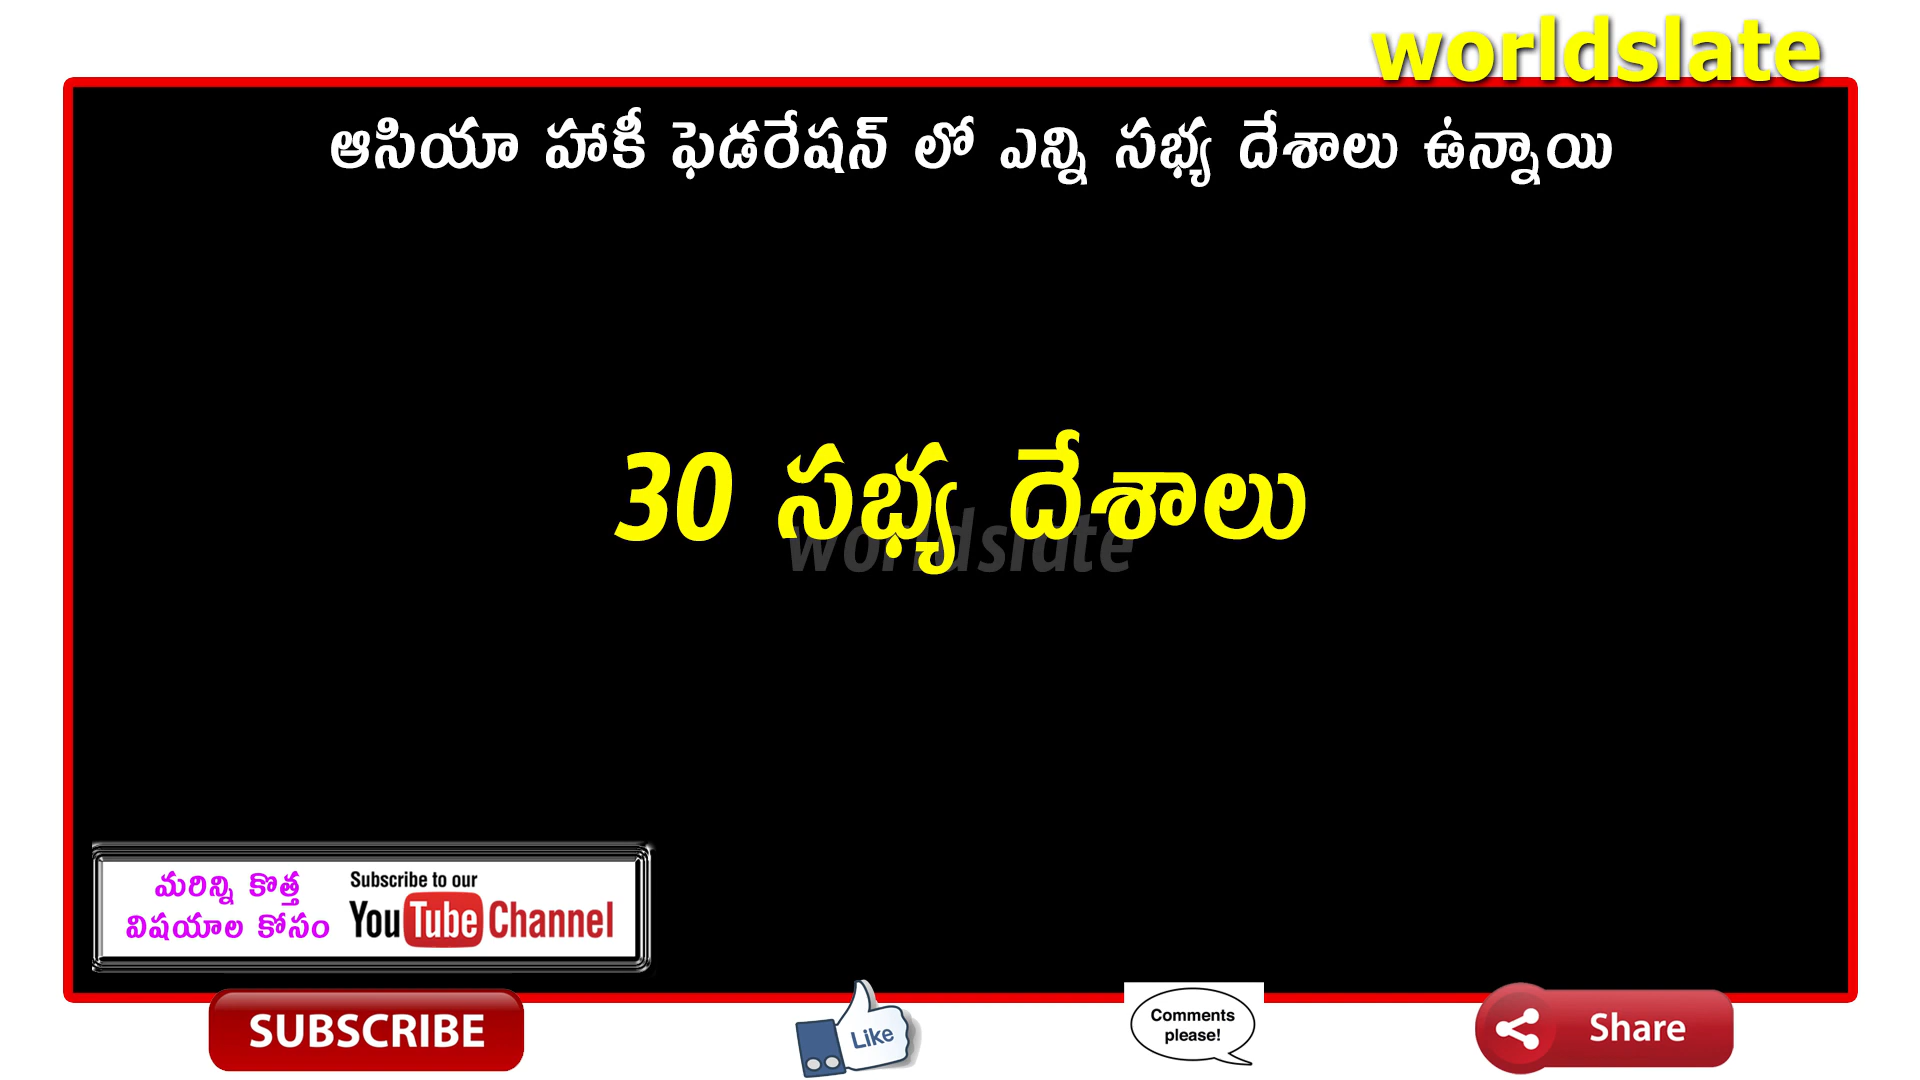 worldslate
ఆసియా హాకీ ఫెడరేషన్ లో ఎన్ని సభ్య దేశాలు ఉన్నాయి
30 సభ్య దేశాలు
worldslate
మరిన్ని కొత్త
విషయాల కోసం
Subscribe to our
YouTube Channel
SUBSCRIBE
Like
Comments
please!
Share